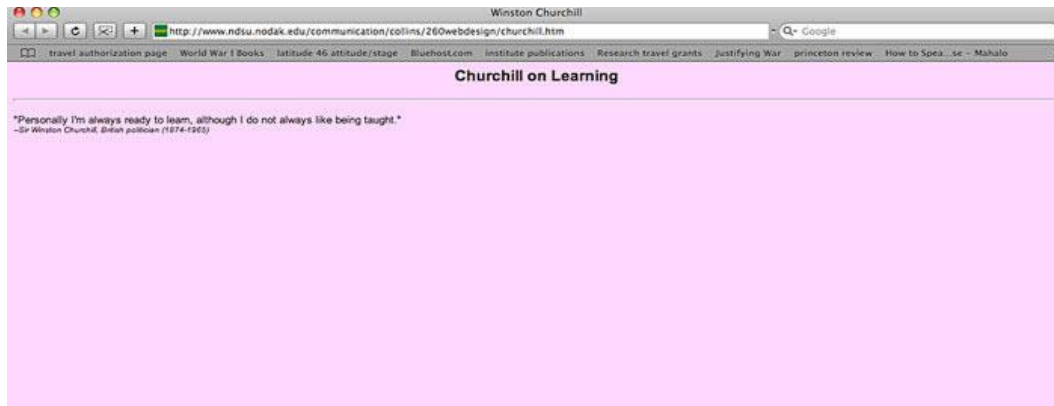 Winston Churchill
http://www.ndsu.nodak.edu/communication/collins/260webdesign/churchill.htm Google
travel authorization page World War I Books latitude 46 attitude/stage Bluehost.com institute publications Research travel grants Justifying War princeton review How to Spea...se - Mahalo
Churchill on Learning
"Personally I'm always ready to learn, although I do not always like being taught."
--Sir Winston Churchill, British politician (1874-1965)